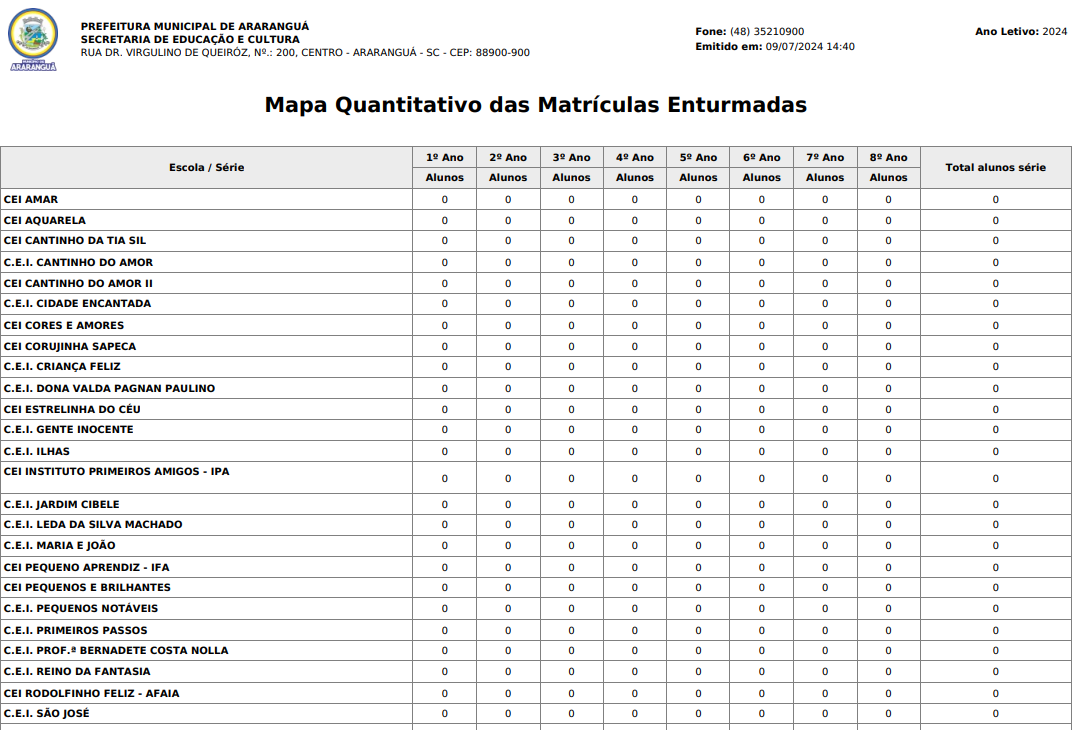 PREFEITURA MUNICIPAL DE ARARANGUÁ
SECRETARIA DE EDUCAÇÃO E CULTURA
RUA DR. VIRGULINO DE QUEIRÓZ, Nº.: 200, CENTRO - ARARANGUÁ - SC - CEP: 88900-900
Fone: (48) 35210900
Emitido em: 09/07/2024 14:40
Ano Letivo: 2024
ARARANGUÁ
Mapa Quantitativo das Matrículas Enturmadas
Escola / Série 1º Ano 2º Ano 3º Ano 4º Ano 5º Ano 6º Ano 7º Ano 8º Ano Total alunos série
Alunos Alunos Alunos Alunos Alunos Alunos Alunos Alunos
CEI AMAR 0 0 0 0 0 0 0 0 0
CEI AQUARELA 0 0 0 0 0 0 0 0 0
CEI CANTINHO DA TIA SIL 0 0 0 0 0 0 0 0 0
C.E.I. CANTINHO DO AMOR 0 0 0 0 0 0 0 0 0
CEI CANTINHO DO AMOR II 0 0 0 0 0 0 0 0 0
C.E.I. CIDADE ENCANTADA 0 0 0 0 0 0 0 0 0
CEI CORES E AMORES 0 0 0 0 0 0 0 0 0
CEI CORUJINHA SAPECA 0 0 0 0 0 0 0 0 0
C.E.I. CRIANÇA FELIZ 0 0 0 0 0 0 0 0 0
C.E.I. DONA VALDA PAGNAN PAULINO 0 0 0 0 0 0 0 0 0
CEI ESTRELINHA DO CÉU 0 0 0 0 0 0 0 0 0
C.E.I. GENTE INOCENTE 0 0 0 0 0 0 0 0 0
C.E.I. ILHAS 0 0 0 0 0 0 0 0 0
CEI INSTITUTO PRIMEIROS AMIGOS - IPA 0 0 0 0 0 0 0 0 0
C.E.I. JARDIM CIBELE 0 0 0 0 0 0 0 0 0
C.E.I. LEDA DA SILVA MACHADO 0 0 0 0 0 0 0 0 0
C.E.I. MARIA E JOÃO 0 0 0 0 0 0 0 0 0
CEI PEQUENO APRENDIZ - IFA 0 0 0 0 0 0 0 0 0
CEI PEQUENOS E BRILHANTES 0 0 0 0 0 0 0 0 0
C.E.I. PEQUENOS NOTÁVEIS 0 0 0 0 0 0 0 0 0
C.E.I. PRIMEIROS PASSOS 0 0 0 0 0 0 0 0 0
C.E.I. PROF.ª BERNADETE COSTA NOLLA 0 0 0 0 0 0 0 0 0
C.E.I. REINO DA FANTASIA 0 0 0 0 0 0 0 0 0
CEI RODOLFINHO FELIZ - AFAIA 0 0 0 0 0 0 0 0 0
C.E.I. SÃO JOSÉ 0 0 0 0 0 0 0 0 0